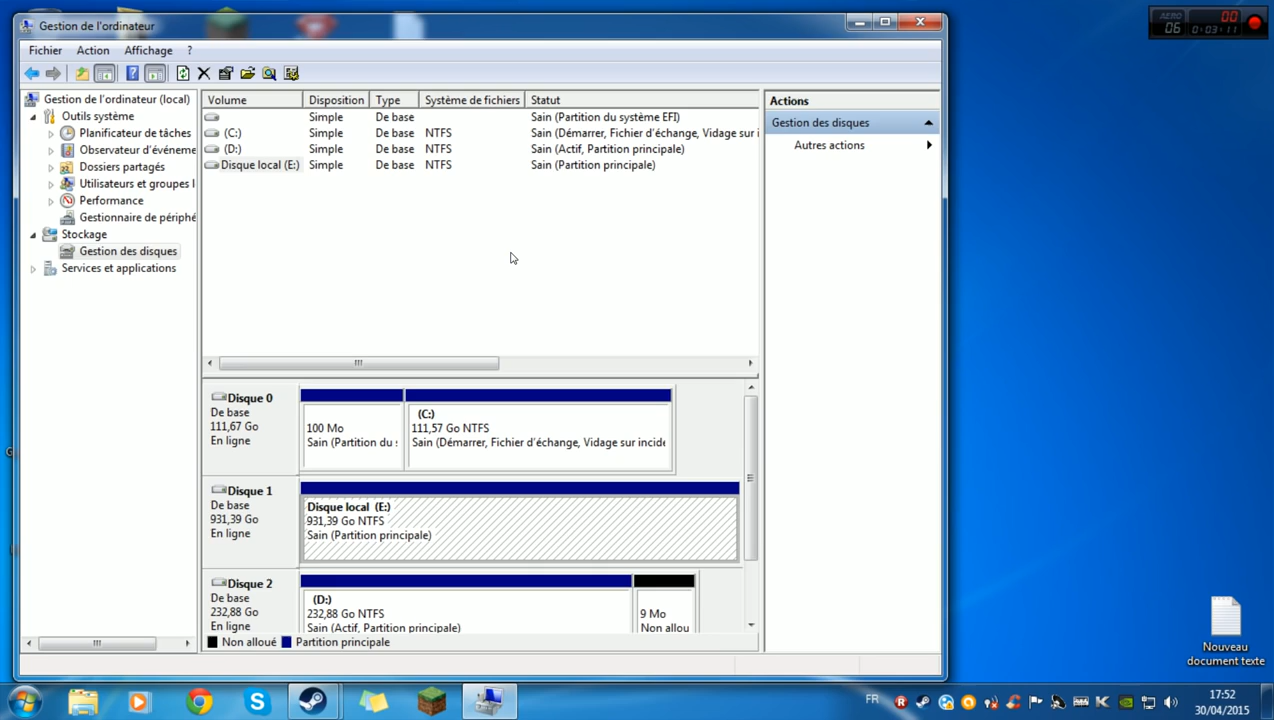 Gestion de l'ordinateur
AERO 00
06 0:03:11
Fichier Action Affichage ?
Gestion de l'ordinateur (local)
Outils système
Planificateur de tâches
Observateur d'événeme
Dossiers partagés
Utilisateurs et groupes l
Performance
Gestionnaire de périphé
Stockage
Gestion des disques
Services et applications
Volume Disposition Type Système de fichiers Statut
Simple De base Sain (Partition du système EFI)
(C:) Simple De base NTFS Sain (Démarrer, Fichier d'échange, Vidage sur i
(D:) Simple De base NTFS Sain (Actif, Partition principale)
Disque local (E:) Simple De base NTFS Sain (Partition principale)
Actions
Gestion des disques
Autres actions
Disque 0
De base
111,67 Go
En ligne
100 Mo
Sain (Partition du s
(C:)
111,57 Go NTFS
Sain (Démarrer, Fichier d'échange, Vidage sur incide
Disque 1
De base
931,39 Go
En ligne
Disque local (E:)
931,39 Go NTFS
Sain (Partition principale)
Disque 2
De base
232,88 Go
En ligne
(D:)
232,88 Go NTFS
Sain (Actif, Partition principale)
9 Mo
Non allou
Non alloué Partition principale
Nouveau
document texte
FR
17:52
30/04/2015